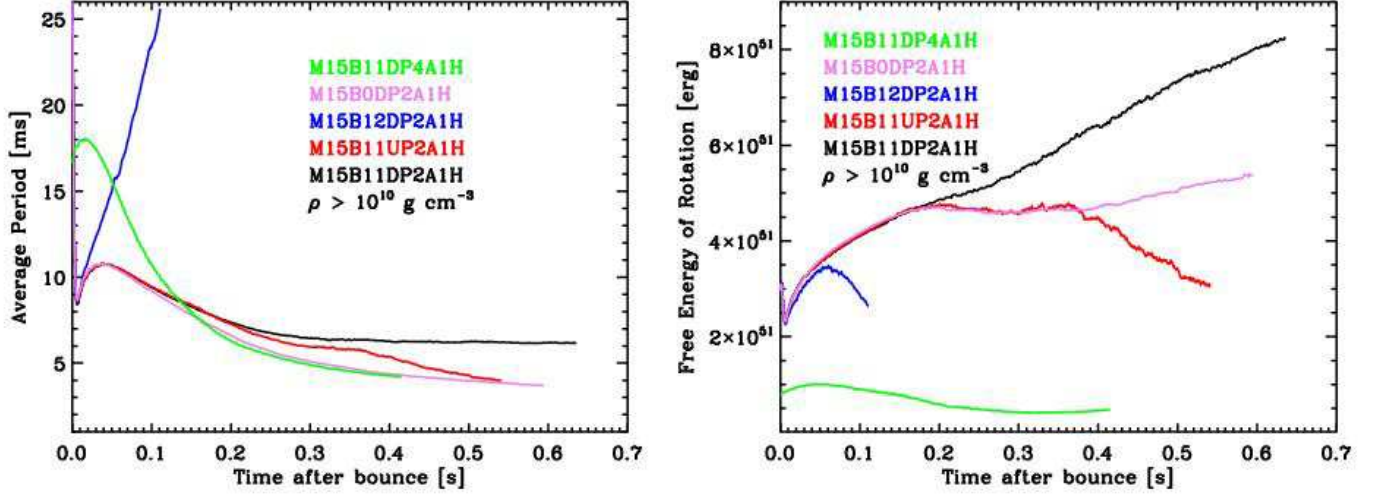 25
20
15
10
5
Average Period [ms]
M15B11DP4A1H
M15B0DP2A1H
M15B12DP2A1H
M15B11UP2A1H
M15B11DP2A1H
ρ > 10¹⁰ g cm⁻³
0.0 0.1 0.2 0.3 0.4 0.5 0.6 0.7
Time after bounce [s]
8×10⁵¹
6×10⁵¹
4×10⁵¹
2×10⁵¹
Free Energy of Rotation [erg]
M15B11DP4A1H
M15B0DP2A1H
M15B12DP2A1H
M15B11UP2A1H
M15B11DP2A1H
ρ > 10¹⁰ g cm⁻³
0.0 0.1 0.2 0.3 0.4 0.5 0.6 0.7
Time after bounce [s]